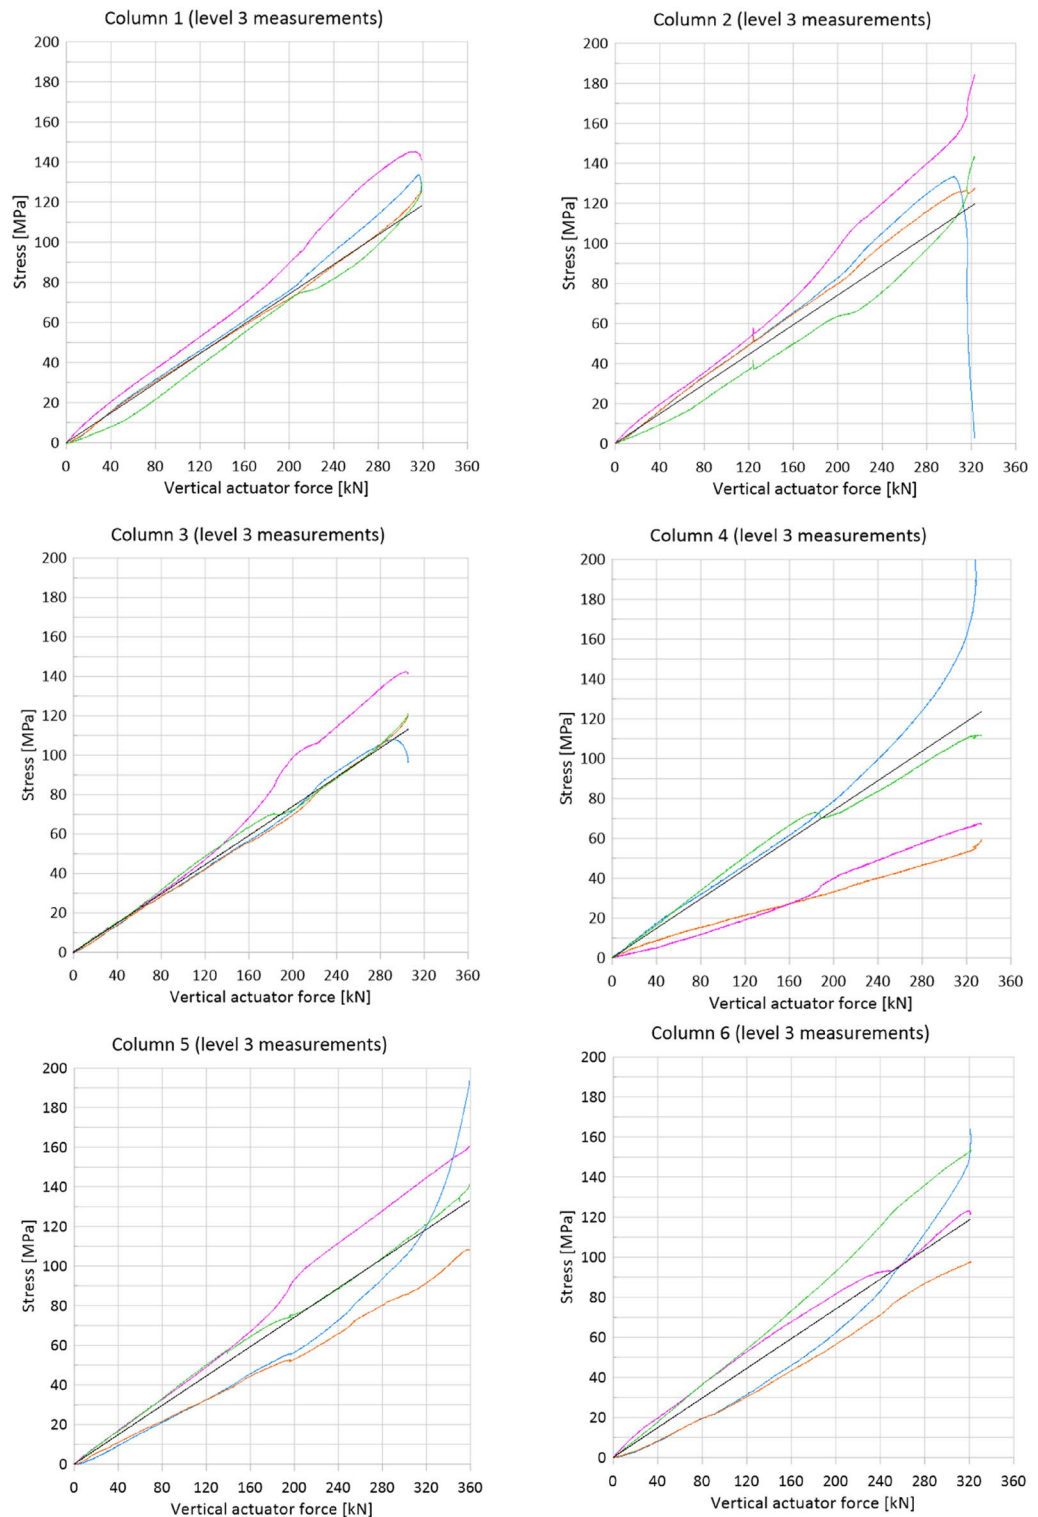 Column 1 (level 3 measurements)
200
180
160
140
120
100
80
60
40
20
0
Stress [MPa]
0 40 80 120 160 200 240 280 320 360
Vertical actuator force [kN]
Column 2 (level 3 measurements)
200
180
160
140
120
100
80
60
40
20
0
Stress [MPa]
0 40 80 120 160 200 240 280 320 360
Vertical actuator force [kN]
Column 3 (level 3 measurements)
200
180
160
140
120
100
80
60
40
20
0
Stress [MPa]
0 40 80 120 160 200 240 280 320 360
Vertical actuator force [kN]
Column 4 (level 3 measurements)
200
180
160
140
120
100
80
60
40
20
0
Stress [MPa]
0 40 80 120 160 200 240 280 320 360
Vertical actuator force [kN]
Column 5 (level 3 measurements)
200
180
160
140
120
100
80
60
40
20
0
Stress [MPa]
0 40 80 120 160 200 240 280 320 360
Vertical actuator force [kN]
Column 6 (level 3 measurements)
200
180
160
140
120
100
80
60
40
20
0
Stress [MPa]
0 40 80 120 160 200 240 280 320 360
Vertical actuator force [kN]